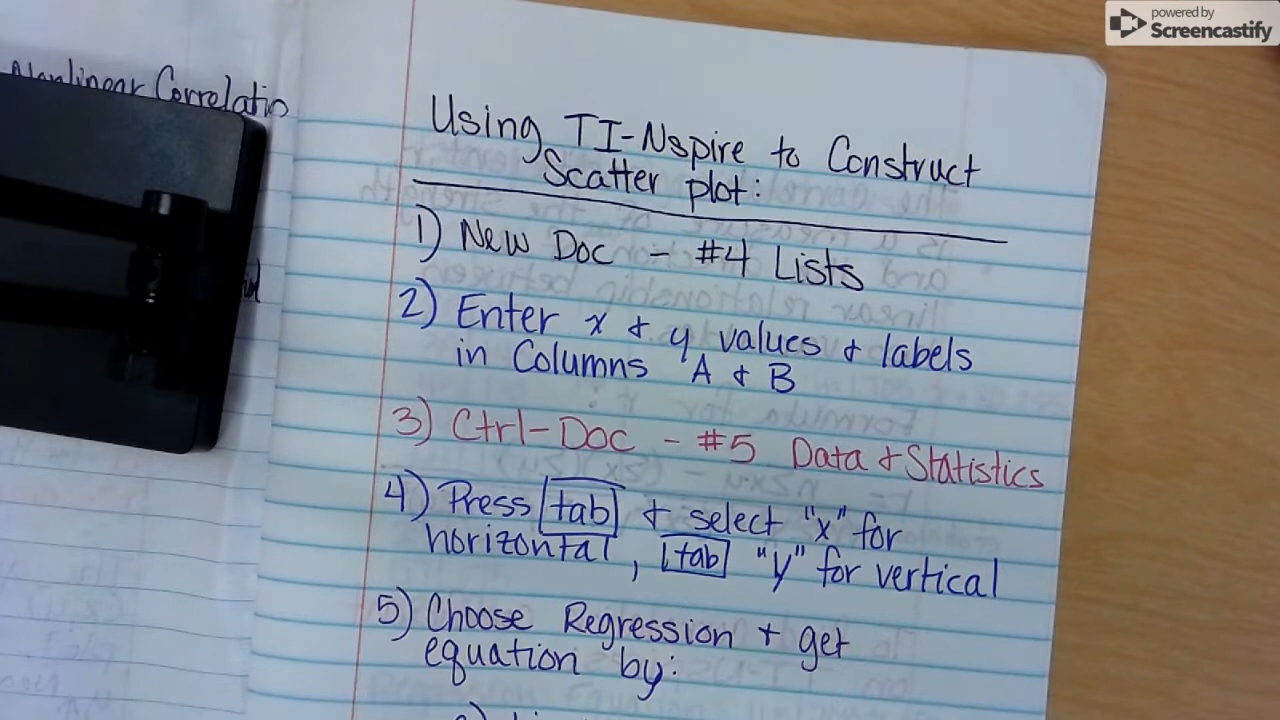 powered by
Screencastify
Nonlinear Correlatio
Using TI-Nspire to Construct
Scatter plot:
1) New Doc - #4 Lists
2) Enter x & y values & labels
in Columns A & B
3) Ctrl-Doc - #5 Data & Statistics
4) Press tab & select "x" for
horizontal, tab "y" for vertical
5) Choose Regression & get
equation by: